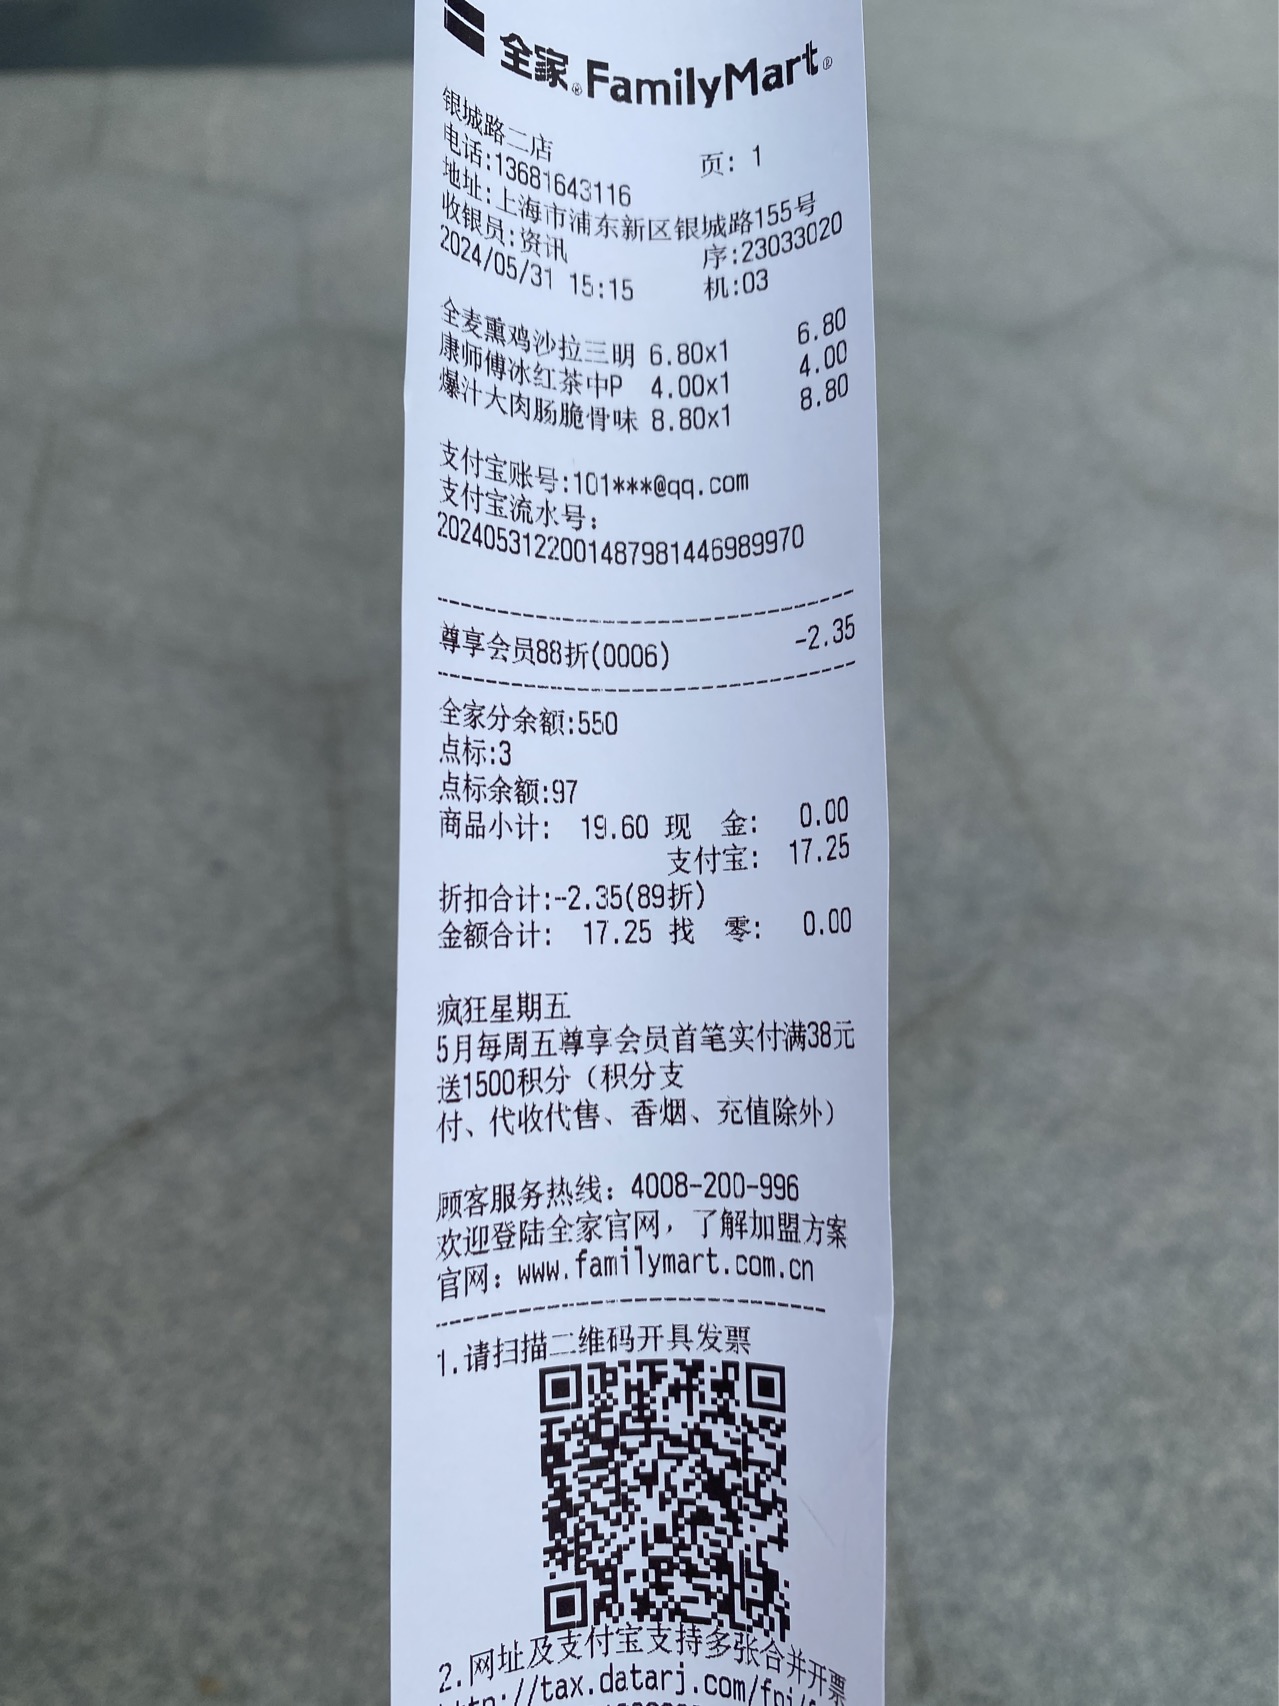 全家®FamilyMart®
银城路二店
电话:13681643116 页: 1
地址:上海市浦东新区银城路155号
收银员:资讯 序:23033020
2024/05/31 15:15 机:03
全麦熏鸡沙拉三明 6.80x1 6.80
康师傅冰红茶中P 4.00x1 4.00
爆汁大肉肠脆骨味 8.80x1 8.80
支付宝账号:101***@qq.com
支付宝流水号:
2024053122001487981446989970
尊享会员88折(0006) -2.35
全家分余额:550
点标:3
点标余额:97
商品小计: 19.60 现 金: 0.00
支付宝: 17.25
折扣合计:-2.35(89折)
金额合计: 17.25 找 零: 0.00
疯狂星期五
5月每周五尊享会员首笔实付满38元
送1500积分（积分支
付、代收代售、香烟、充值除外）
顾客服务热线: 4008-200-996
欢迎登陆全家官网，了解加盟方案
官网: www.familymart.com.cn
1.请扫描二维码开具发票
2.网址及支付宝支持多张合并开票
http://tax.datarj.com/fpj/